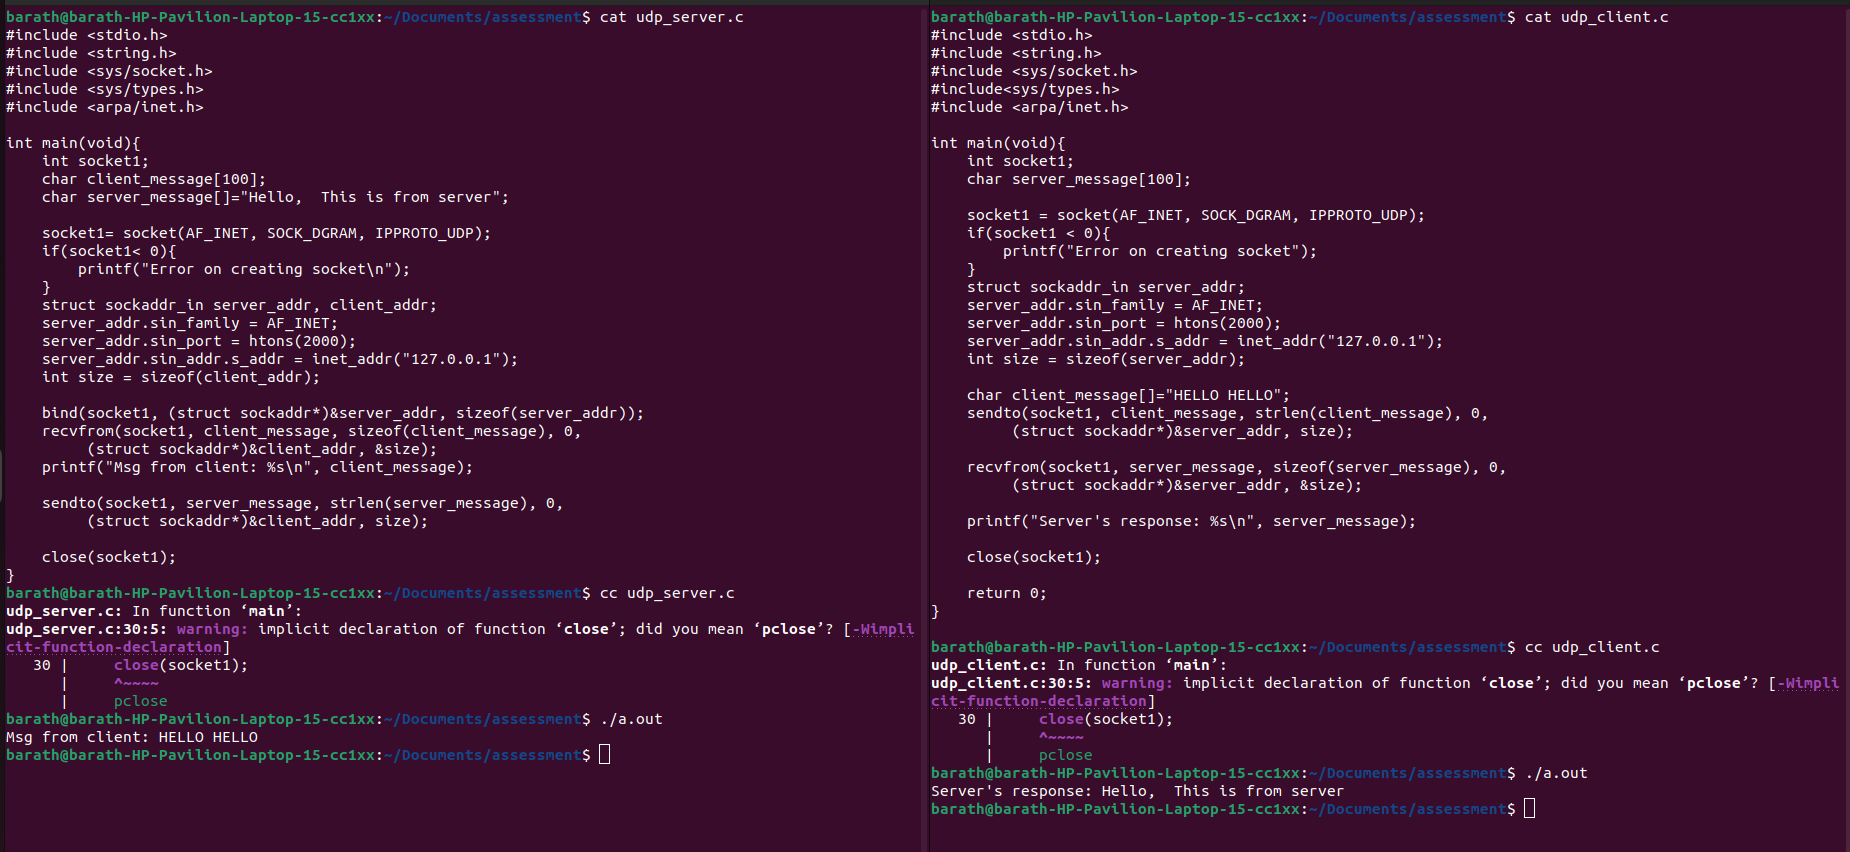 barath@barath-HP-Pavilion-Laptop-15-cc1xx:~/Documents/assessment$ cat udp_server.c
#include <stdio.h>
#include <string.h>
#include <sys/socket.h>
#include <sys/types.h>
#include <arpa/inet.h>

int main(void){
    int socket1;
    char client_message[100];
    char server_message[]="Hello,  This is from server";

    socket1= socket(AF_INET, SOCK_DGRAM, IPPROTO_UDP);
    if(socket1< 0){
        printf("Error on creating socket\n");
    }
    struct sockaddr_in server_addr, client_addr;
    server_addr.sin_family = AF_INET;
    server_addr.sin_port = htons(2000);
    server_addr.sin_addr.s_addr = inet_addr("127.0.0.1");
    int size = sizeof(client_addr);

    bind(socket1, (struct sockaddr*)&server_addr, sizeof(server_addr));
    recvfrom(socket1, client_message, sizeof(client_message), 0,
         (struct sockaddr*)&client_addr, &size);
    printf("Msg from client: %s\n", client_message);

    sendto(socket1, server_message, strlen(server_message), 0,
         (struct sockaddr*)&client_addr, size);

    close(socket1);
}
barath@barath-HP-Pavilion-Laptop-15-cc1xx:~/Documents/assessment$ cc udp_server.c
udp_server.c: In function ‘main’:
udp_server.c:30:5: warning: implicit declaration of function ‘close’; did you mean ‘pclose’? [-Wimpli
cit-function-declaration]
   30 |     close(socket1);
      |     ^~~~~
      |     pclose
barath@barath-HP-Pavilion-Laptop-15-cc1xx:~/Documents/assessment$ ./a.out
Msg from client: HELLO HELLO
barath@barath-HP-Pavilion-Laptop-15-cc1xx:~/Documents/assessment$
barath@barath-HP-Pavilion-Laptop-15-cc1xx:~/Documents/assessment$ cat udp_client.c
#include <stdio.h>
#include <string.h>
#include <sys/socket.h>
#include<sys/types.h>
#include <arpa/inet.h>

int main(void){
    int socket1;
    char server_message[100];

    socket1 = socket(AF_INET, SOCK_DGRAM, IPPROTO_UDP);
    if(socket1 < 0){
        printf("Error on creating socket");
    }
    struct sockaddr_in server_addr;
    server_addr.sin_family = AF_INET;
    server_addr.sin_port = htons(2000);
    server_addr.sin_addr.s_addr = inet_addr("127.0.0.1");
    int size = sizeof(server_addr);

    char client_message[]="HELLO HELLO";
    sendto(socket1, client_message, strlen(client_message), 0,
         (struct sockaddr*)&server_addr, size);

    recvfrom(socket1, server_message, sizeof(server_message), 0,
         (struct sockaddr*)&server_addr, &size);

    printf("Server's response: %s\n", server_message);

    close(socket1);

    return 0;
}

barath@barath-HP-Pavilion-Laptop-15-cc1xx:~/Documents/assessment$ cc udp_client.c
udp_client.c: In function ‘main’:
udp_client.c:30:5: warning: implicit declaration of function ‘close’; did you mean ‘pclose’? [-Wimpli
cit-function-declaration]
   30 |     close(socket1);
      |     ^~~~~
      |     pclose
barath@barath-HP-Pavilion-Laptop-15-cc1xx:~/Documents/assessment$ ./a.out
Server's response: Hello,  This is from server
barath@barath-HP-Pavilion-Laptop-15-cc1xx:~/Documents/assessment$